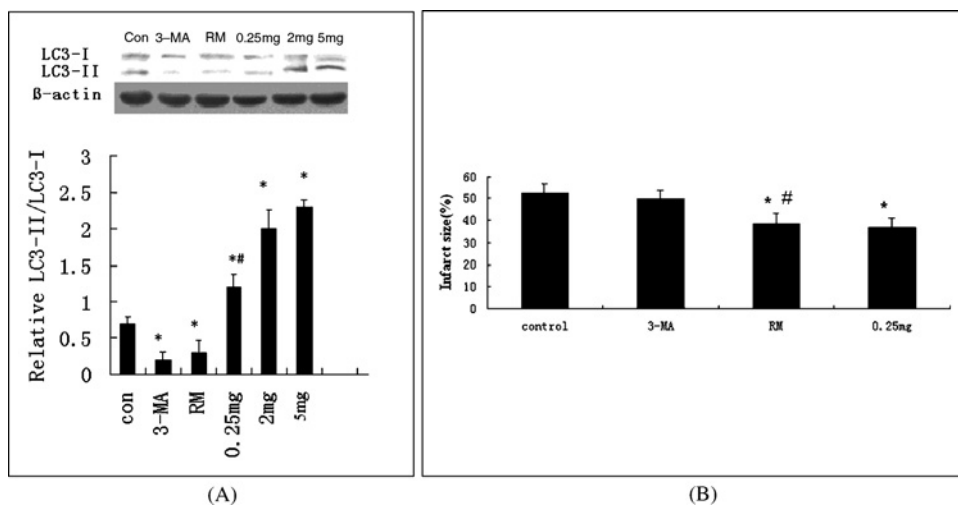 Con 3-MA RM 0.25mg 2mg 5mg
LC3-I
LC3-II
ß-actin
Relative LC3-II/LC3-I
3
2.5
2
1.5
1
0.5
0
*
*
*#
*
*
con
3-MA
RM
0.25mg
2mg
5mg
(A)
Infarct size(%)
60
50
40
30
20
10
0
* #
*
control 3-MA RM 0.25mg
(B)